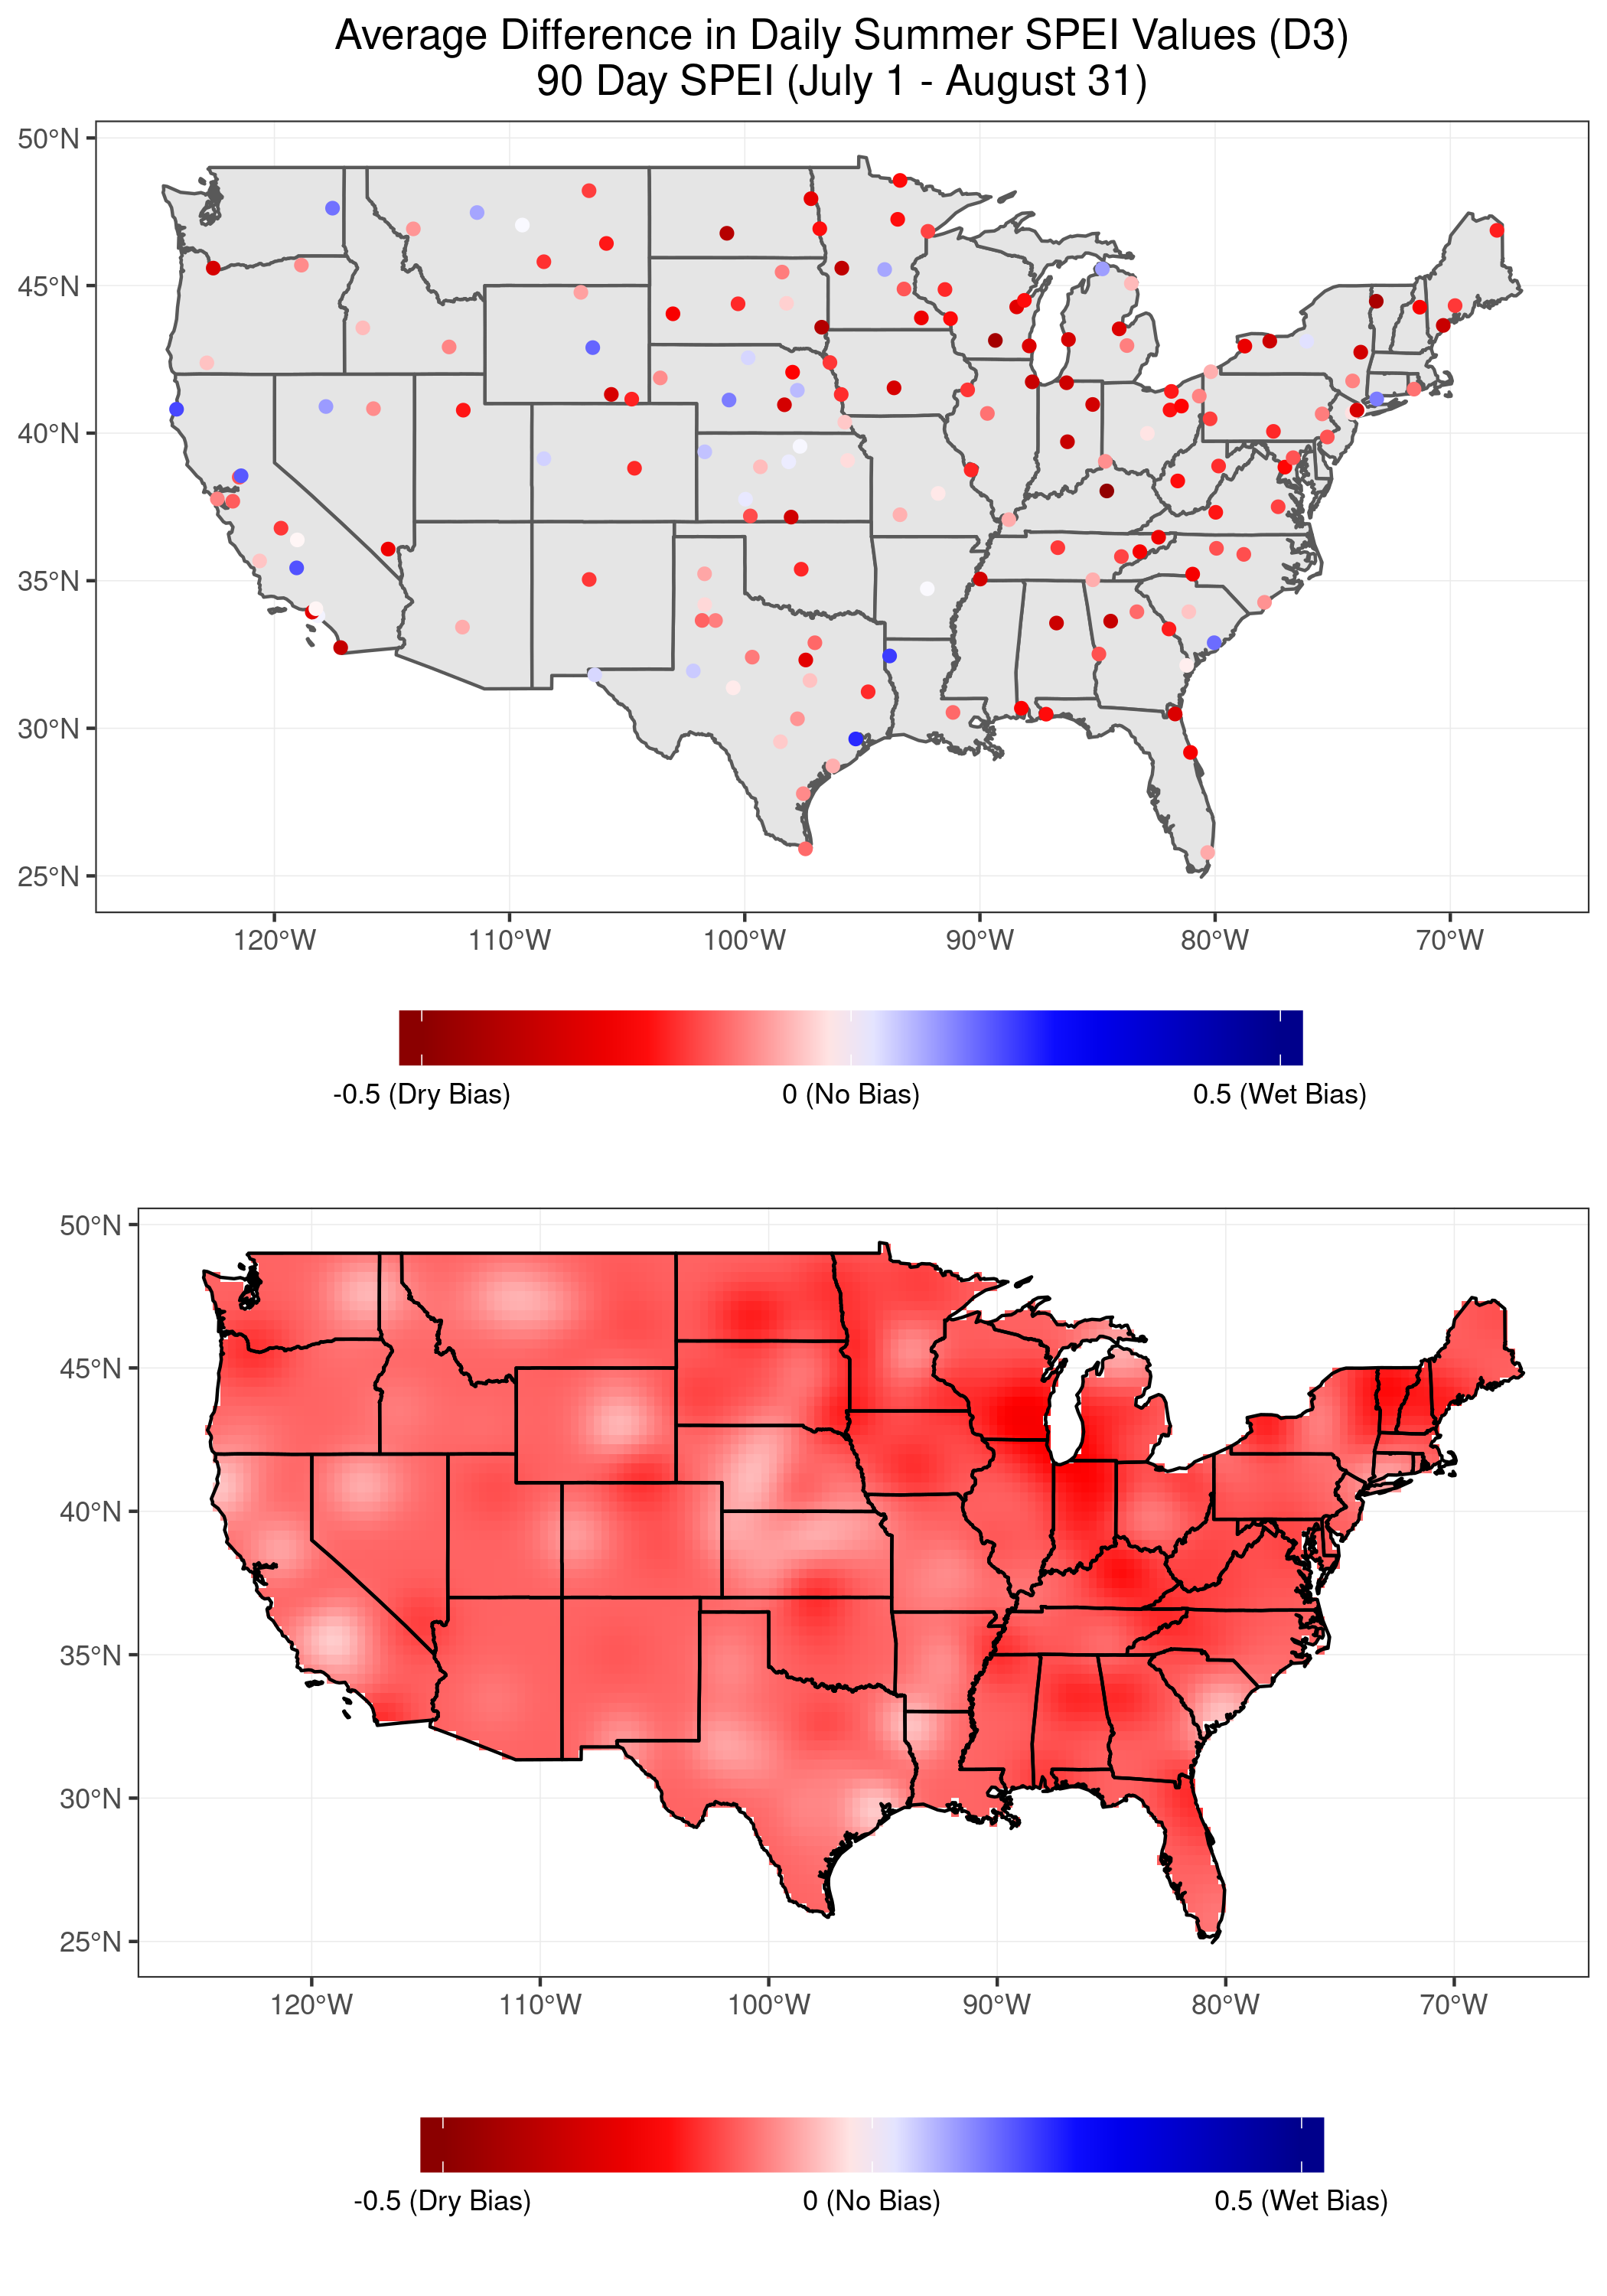 Average Difference in Daily Summer SPEI Values (D3)
90 Day SPEI (July 1 - August 31)
50°N
45°N
40°N
35°N
30°N
25°N
120°W 110°W 100°W 90°W 80°W 70°W
-0.5 (Dry Bias) 0 (No Bias) 0.5 (Wet Bias)
50°N
45°N
40°N
35°N
30°N
25°N
120°W 110°W 100°W 90°W 80°W 70°W
-0.5 (Dry Bias) 0 (No Bias) 0.5 (Wet Bias)